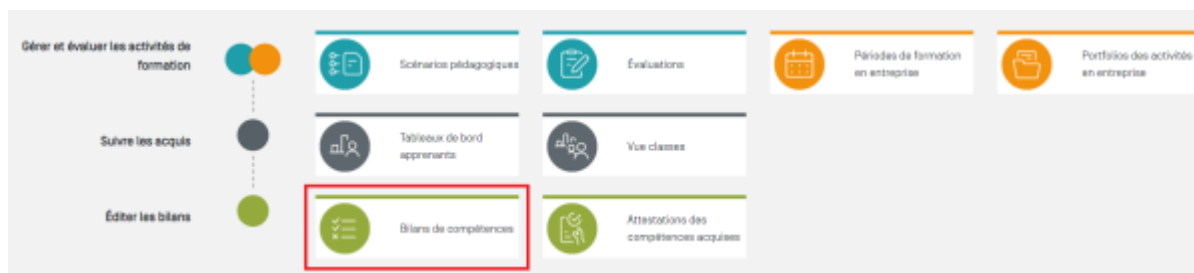 Gérer et évaluer les activités de
formation
Scénarios pédagogiques
Évaluations
Périodes de formation
en entreprise
Portfolios des activités
en entreprise
Suivre les acquis
Tableaux de bord
apprenants
Vue classes
Éditer les bilans
Bilans de compétences
Attestations des
compétences acquises